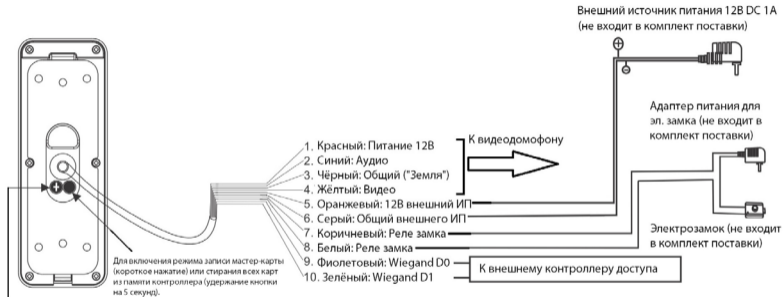 Внешний источник питания 12В DC 1А
(не входит в комплект поставки)
Адаптер питания для
эл. замка (не входит в
комплект поставки)
1. Красный: Питание 12В
2. Синий: Аудио
3. Чёрный: Общий ("Земля")
4. Жёлтый: Видео
К видеодомофону
5. Оранжевый: 12В внешний ИП
6. Серый: Общий внешнего ИП
7. Коричневый: Реле замка
8. Белый: Реле замка
9. Фиолетовый: Wiegand D0
10. Зелёный: Wiegand D1
К внешнему контроллеру доступа
Электрозамок (не входит
в комплект поставки)
Для включения режима записи мастер-карты
(короткое нажатие) или стирания всех карт
из памяти контроллера (удержание кнопки
на 5 секунд).